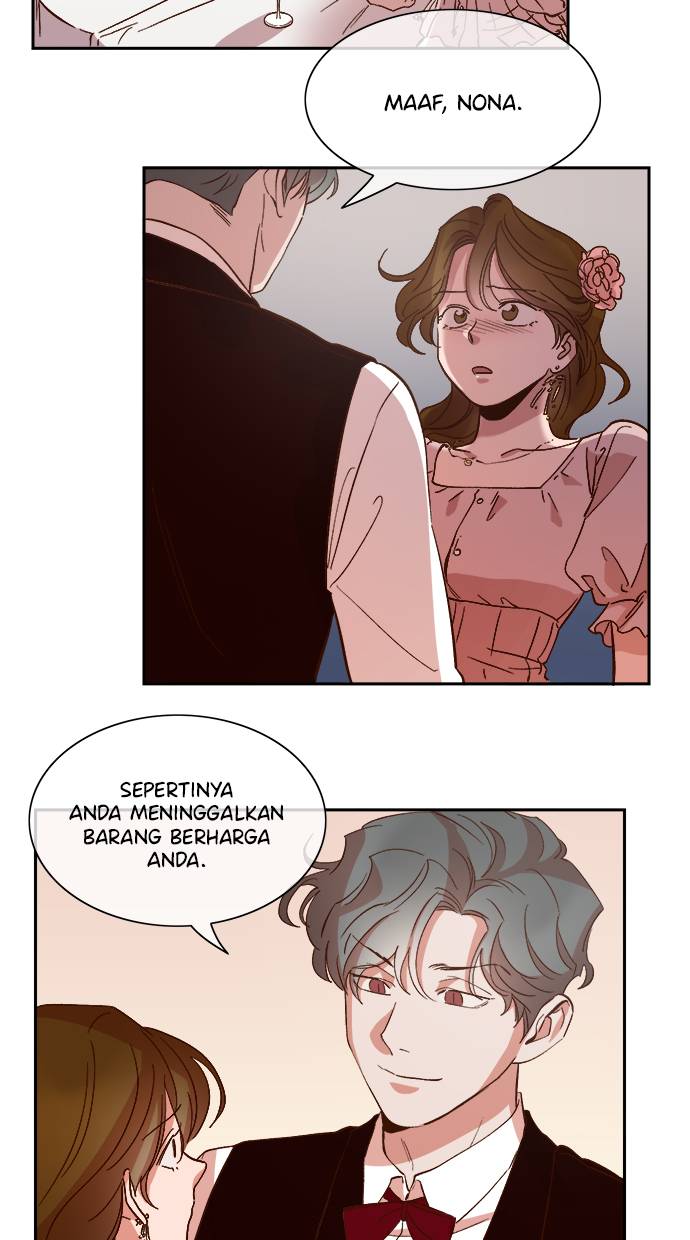 MAAF, NONA.
SEPERTINYA
ANDA MENINGGALKAN
BARANG BERHARGA
ANDA.